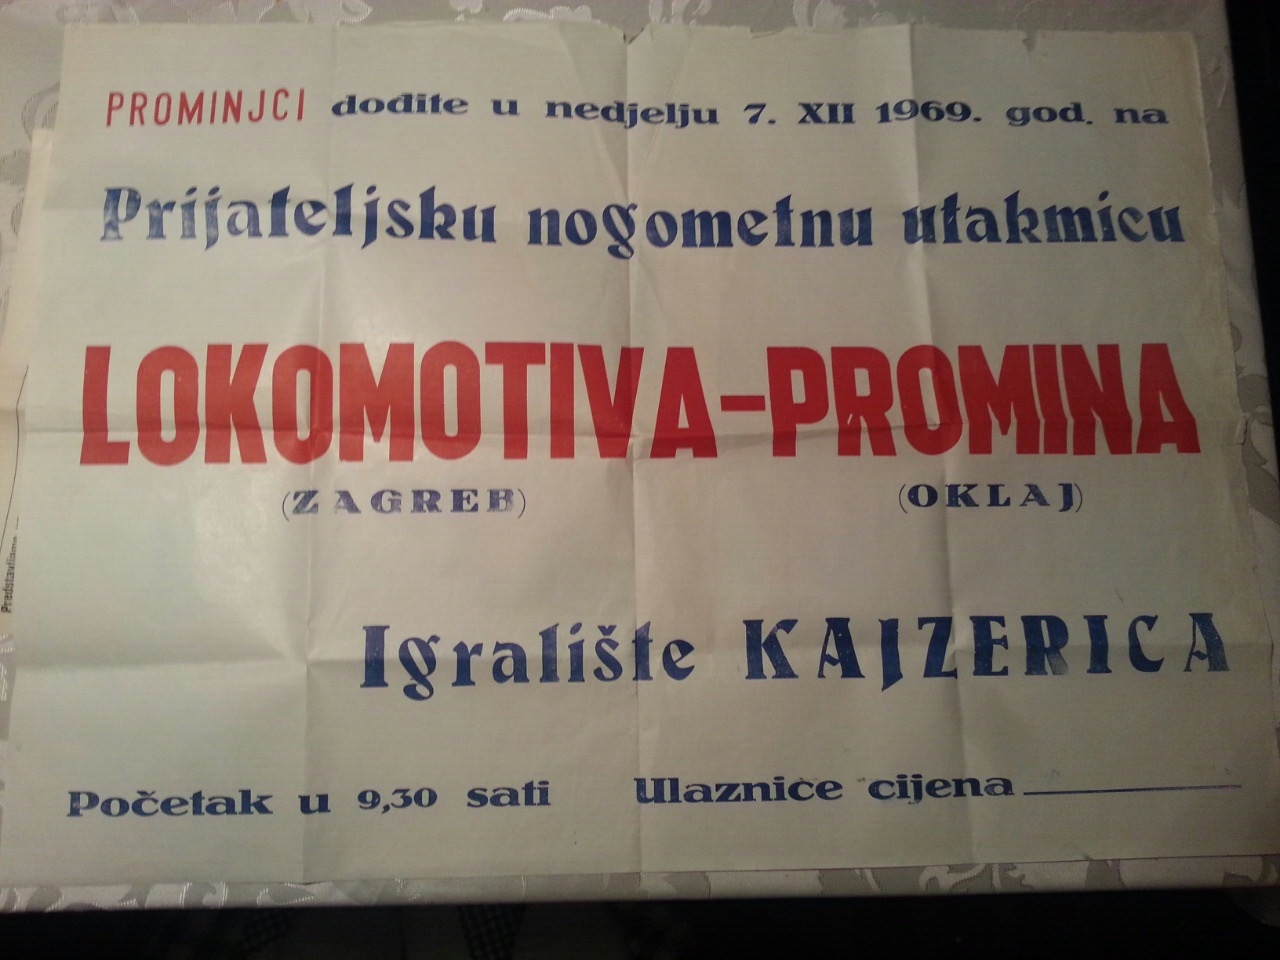 PROMINJCI dođite u nedjelju 7. XII 1969. god. na
Prijateljsku nogometnu utakmicu
LOKOMOTIVA-PROMINA
(ZAGREB) (OKLAJ)
Igralište KAJZERICA
Početak u 9,30 sati Ulaznice cijena
Predstavljamo